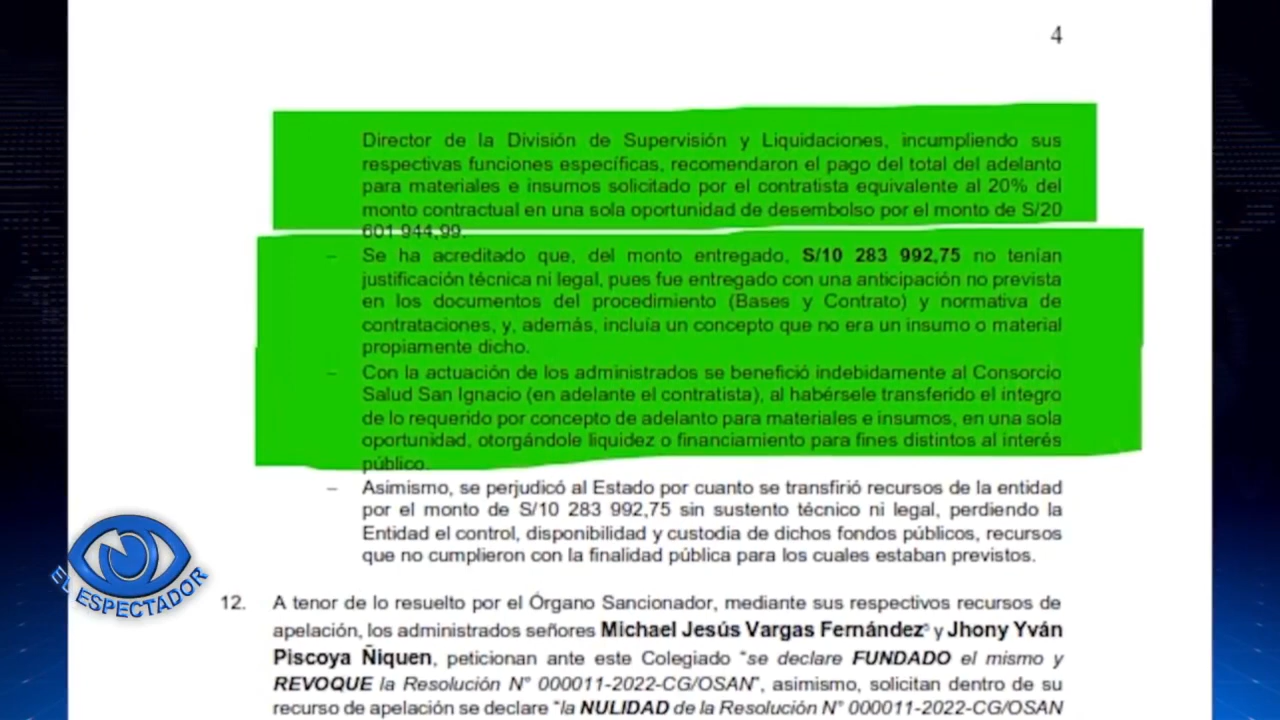 4
Director de la División de Supervisión y Liquidaciones, incumpliendo sus
respectivas funciones específicas, recomendaron el pago del total del adelanto
para materiales e insumos solicitado por el contratista equivalente al 20% del
monto contractual en una sola oportunidad de desembolso por el monto de S/20
601 944,99.
– Se ha acreditado que, del monto entregado, S/10 283 992,75 no tenían
justificación técnica ni legal, pues fue entregado con una anticipación no prevista
en los documentos del procedimiento (Bases y Contrato) y normativa de
contrataciones, y, además, incluía un concepto que no era un insumo o material
propiamente dicho.
– Con la actuación de los administrados se benefició indebidamente al Consorcio
Salud San Ignacio (en adelante el contratista), al habérsele transferido el integro
de lo requerido por concepto de adelanto para materiales e insumos, en una sola
oportunidad, otorgándole liquidez o financiamiento para fines distintos al interés
público.
– Asimismo, se perjudicó al Estado por cuanto se transfirió recursos de la entidad
por el monto de S/10 283 992,75 sin sustento técnico ni legal, perdiendo la
Entidad el control, disponibilidad y custodia de dichos fondos públicos, recursos
que no cumplieron con la finalidad pública para los cuales estaban previstos.
EL ESPECTADOR
12. A tenor de lo resuelto por el Órgano Sancionador, mediante sus respectivos recursos de
apelación, los administrados señores Michael Jesús Vargas Fernández⁵ y Jhony Yván
Piscoya Ñiquen, peticionan ante este Colegiado "se declare FUNDADO el mismo y
REVOQUE la Resolución N° 000011-2022-CG/OSAN", asimismo, solicitan dentro de su
recurso de apelación se declare "la NULIDAD de la Resolución N° 000011-2022-CG/OSAN